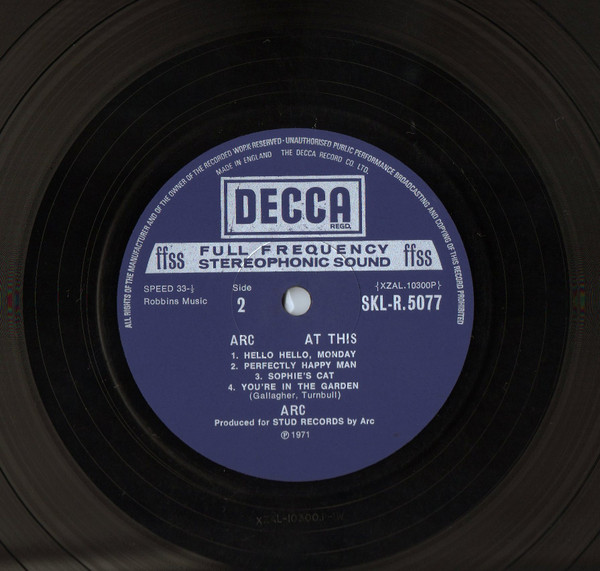 ALL RIGHTS OF THE MANUFACTURER AND OF THE OWNER OF THE RECORDED WORK RESERVED · UNAUTHORISED PUBLIC PERFORMANCE BROADCASTING AND COPYING OF THIS RECORD PROHIBITED
MADE IN ENGLAND THE DECCA RECORD CO. LTD.
DECCA
REGD.
ffss FULL FREQUENCY ffss
STEREOPHONIC SOUND
SPEED 33-⅓ Side {XZAL.10300P}
Robbins Music 2 SKL-R.5077
ARC AT THIS
1. HELLO HELLO, MONDAY
2. PERFECTLY HAPPY MAN
3. SOPHIE'S CAT
4. YOU'RE IN THE GARDEN
(Gallagher, Turnbull)
ARC
Produced for STUD RECORDS by Arc
℗ 1971